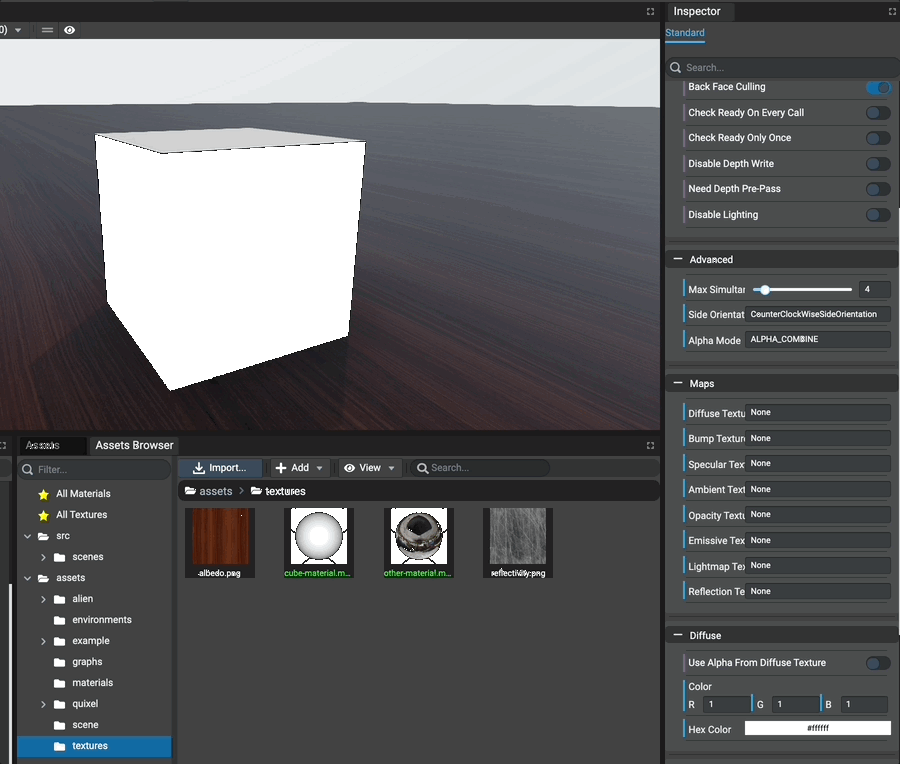 Inspector
Standard
Search...
Back Face Culling
Check Ready On Every Call
Check Ready Only Once
Disable Depth Write
Need Depth Pre-Pass
Disable Lighting
Advanced
Max Simultar 4
Side Orientat CounterClockWiseSideOrientation
Alpha Mode ALPHA_COMBINE
Maps
Diffuse Textu None
Bump Texture None
Specular Tex None
Ambient Text None
Opacity Textu None
Emissive Tex None
Lightmap Tex None
Reflection Te None
Diffuse
Use Alpha From Diffuse Texture
Color
R 1 G 1 B 1
Hex Color #ffffff
0)
Assets Assets Browser
Filter...
All Materials
All Textures
src
scenes
assets
alien
environments
example
graphs
materials
quixel
scene
textures
Import... Add View Search...
assets > textures
albedo.png cube-material.m... other-material.m... reflectivity.png